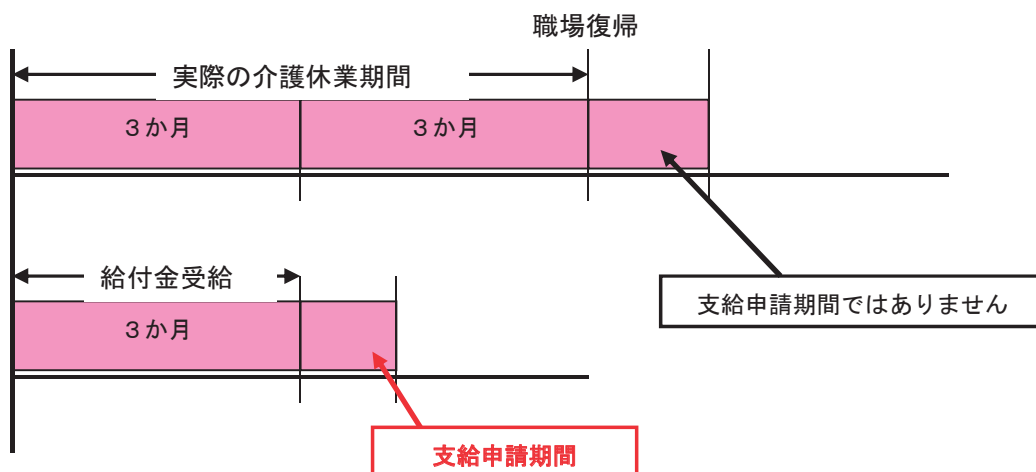 職場復帰
実際の介護休業期間
３か月
３か月
給付金受給
支給申請期間ではありません
３か月
支給申請期間